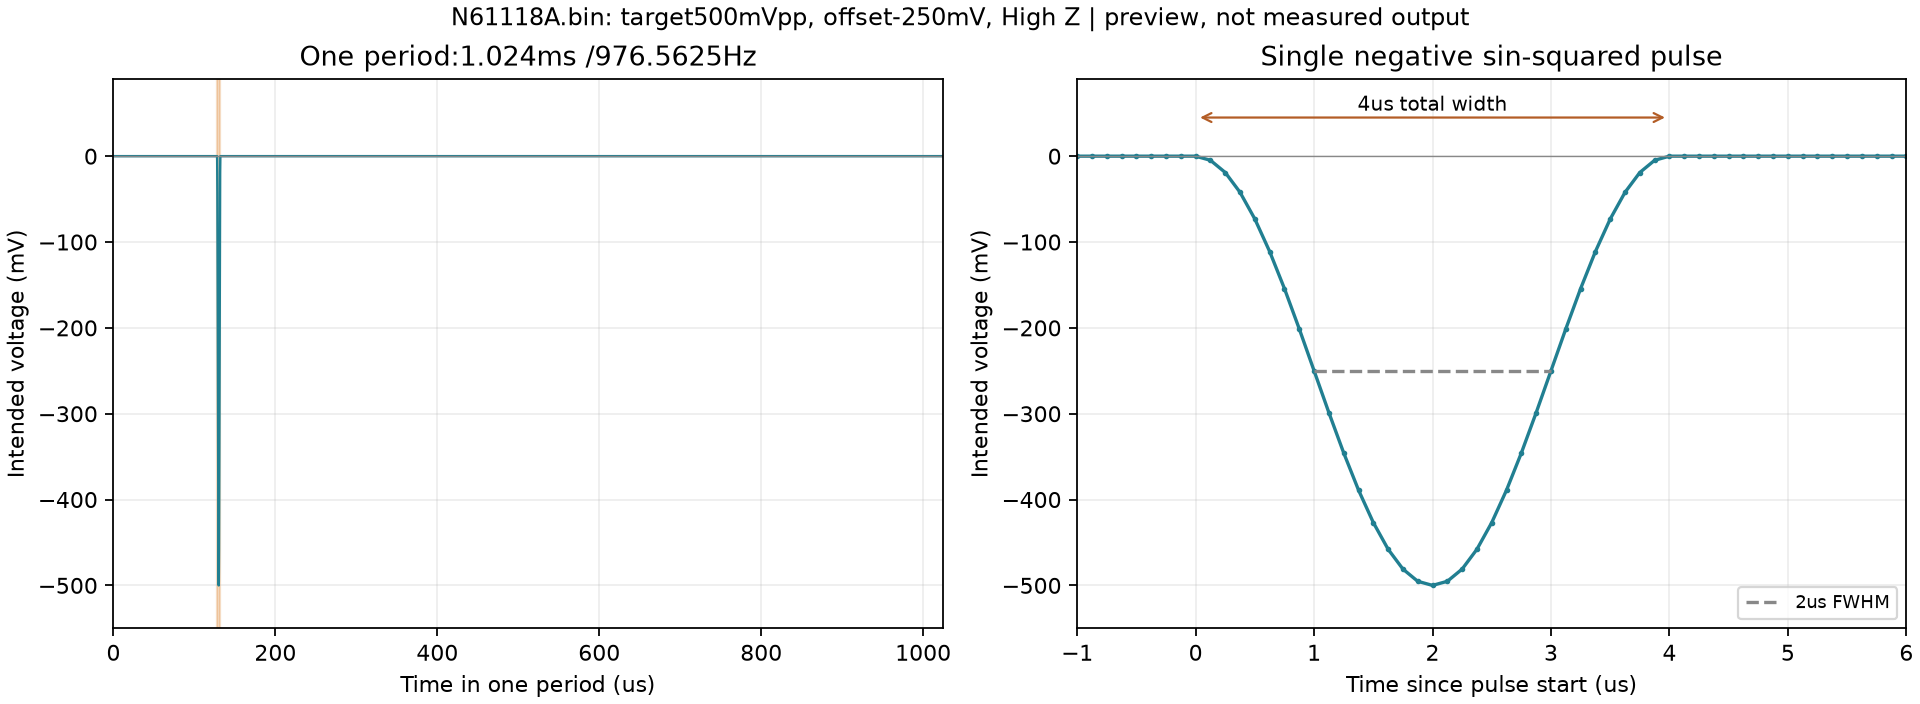 N61118A.bin: target500mVpp, offset-250mV, High Z | preview, not measured output
One period:1.024ms /976.5625Hz
Intended voltage (mV)
0
−100
−200
−300
−400
−500
0 200 400 600 800 1000
Time in one period (us)
Single negative sin-squared pulse
4us total width
Intended voltage (mV)
0
−100
−200
−300
−400
−500
2us FWHM
−1 0 1 2 3 4 5 6
Time since pulse start (us)